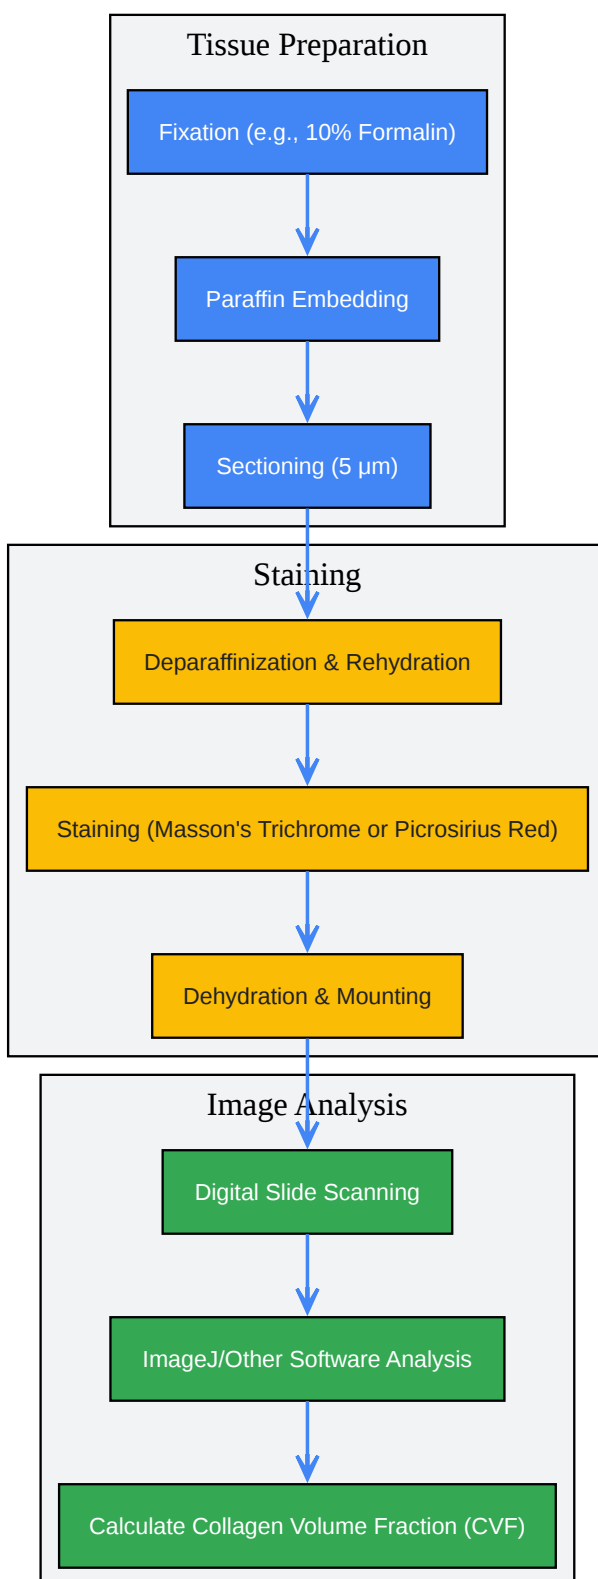 Tissue Preparation
Fixation (e.g., 10% Formalin)
Paraffin Embedding
Sectioning (5 μm)
Staining
Deparaffinization & Rehydration
Staining (Masson's Trichrome or Picrosirius Red)
Dehydration & Mounting
Image Analysis
Digital Slide Scanning
ImageJ/Other Software Analysis
Calculate Collagen Volume Fraction (CVF)